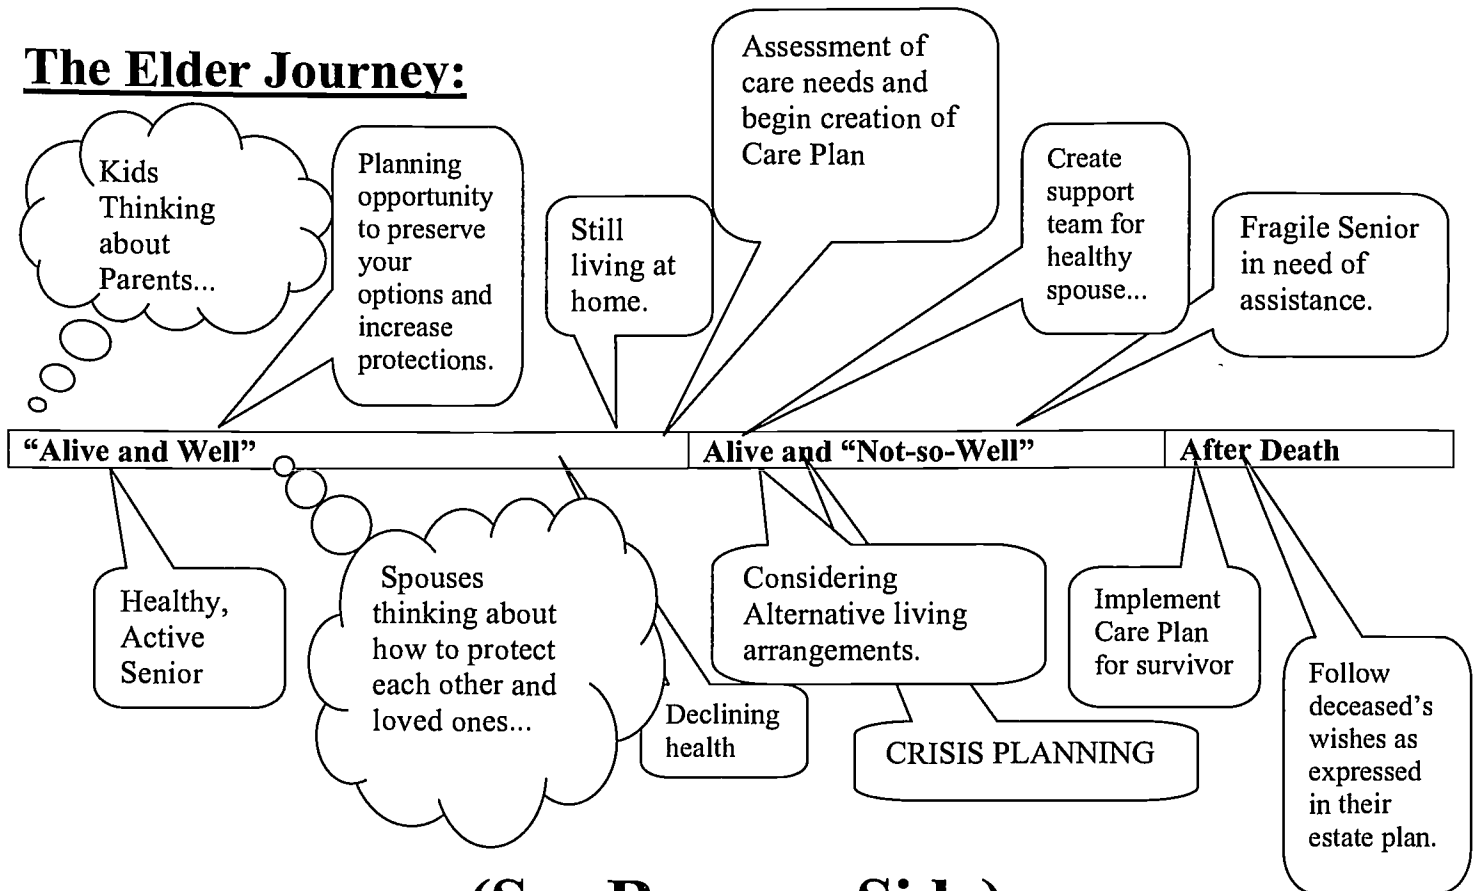 The Elder Journey:
Kids
Thinking
about
Parents...
Planning
opportunity
to preserve
your
options and
increase
protections.
Still
living at
home.
Assessment of
care needs and
begin creation of
Care Plan
Create
support
team for
healthy
spouse...
Fragile Senior
in need of
assistance.
“Alive and Well”
Alive and “Not-so-Well”
After Death
Healthy,
Active
Senior
Spouses
thinking about
how to protect
each other and
loved ones...
Declining
health
Considering
Alternative living
arrangements.
CRISIS PLANNING
Implement
Care Plan
for survivor
Follow
deceased’s
wishes as
expressed
in their
estate plan.
(See Reverse Side)